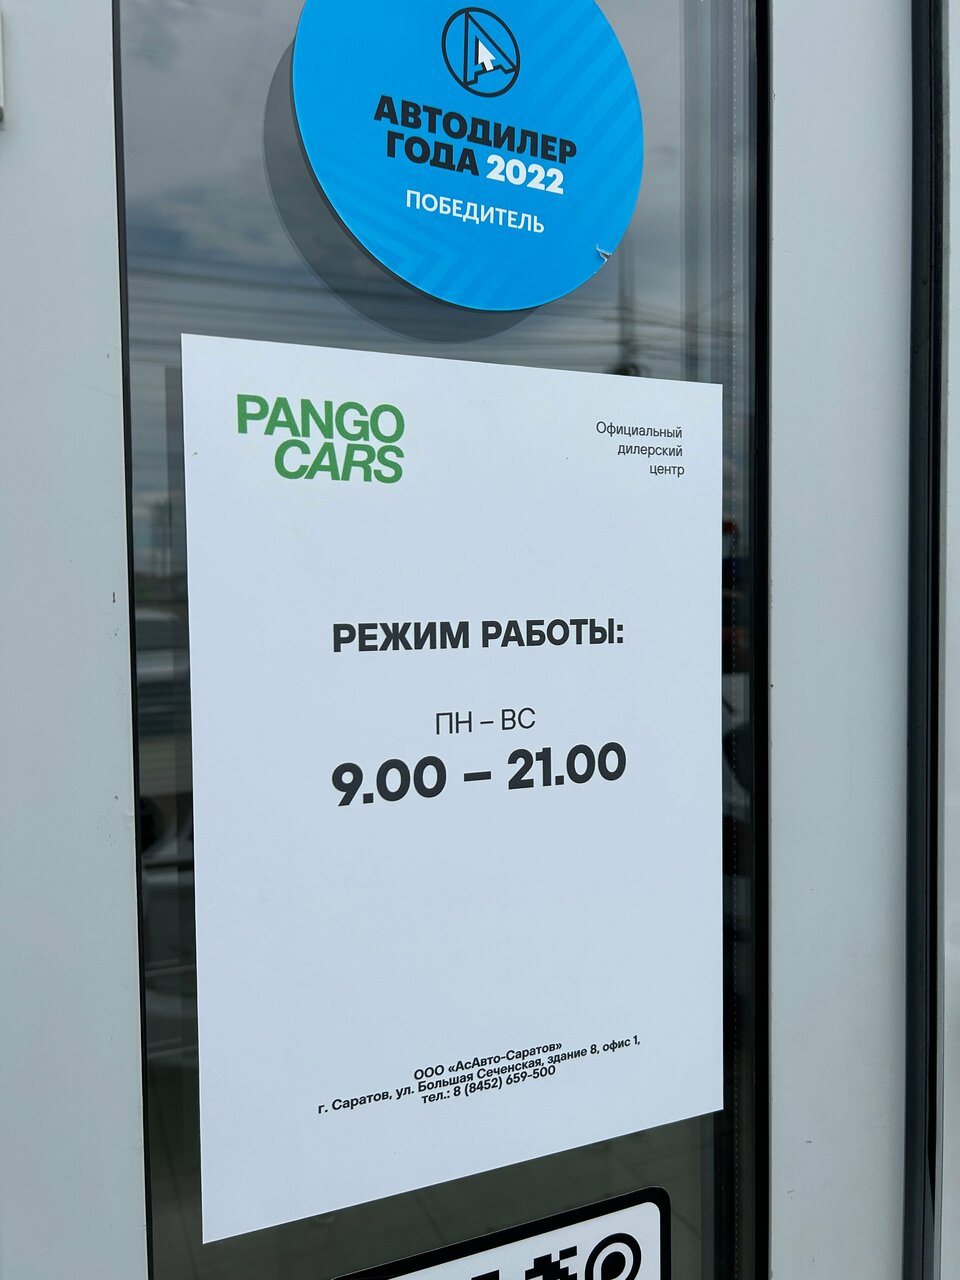 АВТОДИЛЕР
ГОДА 2022
ПОБЕДИТЕЛЬ
PANGO
CARS
Официальный
дилерский
центр
РЕЖИМ РАБОТЫ:
ПН – ВС
9.00 – 21.00
ООО «АсАвто-Саратов»
г. Саратов, ул. Большая Сеченская, здание 8, офис 1,
тел.: 8 (8452) 659-500